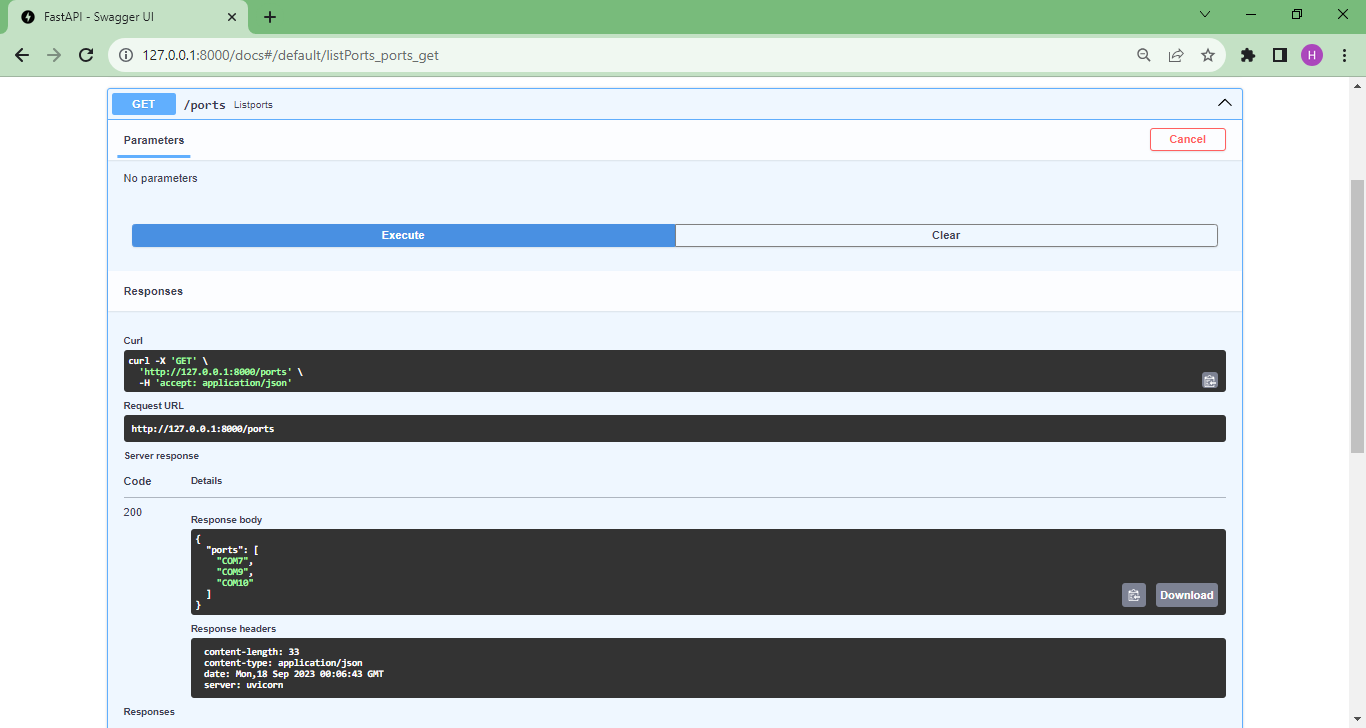 FastAPI - Swagger UI
127.0.0.1:8000/docs#/default/listPorts_ports_get
H
GET /ports Listports
Parameters
Cancel
No parameters
Execute Clear
Responses
Curl
curl -X 'GET' \
'http://127.0.0.1:8000/ports' \
-H 'accept: application/json'
Request URL
http://127.0.0.1:8000/ports
Server response
Code Details
200
Response body
{
"ports": [
"COM7",
"COM9",
"COM10"
]
}
Download
Response headers
content-length: 33
content-type: application/json
date: Mon,18 Sep 2023 00:06:43 GMT
server: uvicorn
Responses